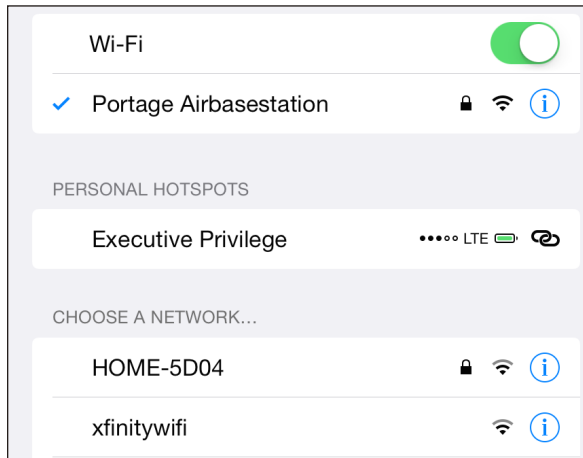 Wi-Fi
Portage Airbasestation
PERSONAL HOTSPOTS
Executive Privilege LTE
CHOOSE A NETWORK...
HOME-5D04
xfinitywifi